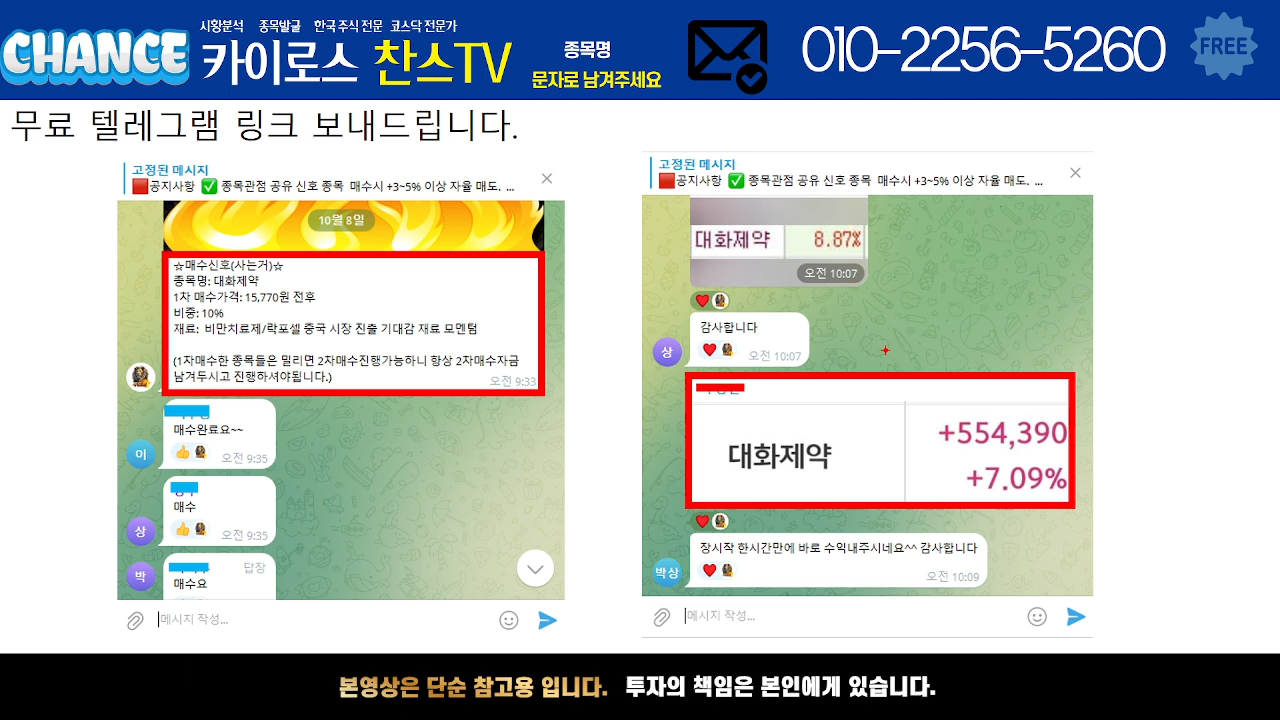 시황분석 종목발굴 한국 주식 전문 코스닥 전문가
CHANCE
카이로스 찬스TV
종목명
문자로 남겨주세요
010-2256-5260
FREE
무료 텔레그램 링크 보내드립니다.
고정된 메시지
공지사항 ✅ 종목관점 공유 신호 종목 매수시 +3~5% 이상 자율 매도. ...
10월 8일
☆매수신호(사는거)☆
종목명: 대화제약
1차 매수가격: 15,770원 전후
비중: 10%
재료: 비만치료제/락포셀 중국 시장 진출 기대감 재료 모멘텀
(1차매수한 종목들은 밀리면 2차매수진행가능하니 항상 2차매수자금
남겨두시고 진행하셔야됩니다.)
오전 9:33
매수완료요~~
이
오전 9:35
매수
상
오전 9:35
답장
박
매수요
메시지 작성...
고정된 메시지
공지사항 ✅ 종목관점 공유 신호 종목 매수시 +3~5% 이상 자율 매도. ...
대화제약 8.87%
오전 10:07
감사합니다
상
오전 10:07
대화제약
+554,390
+7.09%
장시작 한시간만에 바로 수익내주시네요^^ 감사합니다
박상
오전 10:09
메시지 작성...
본영상은 단순 참고용 입니다. 투자의 책임은 본인에게 있습니다.